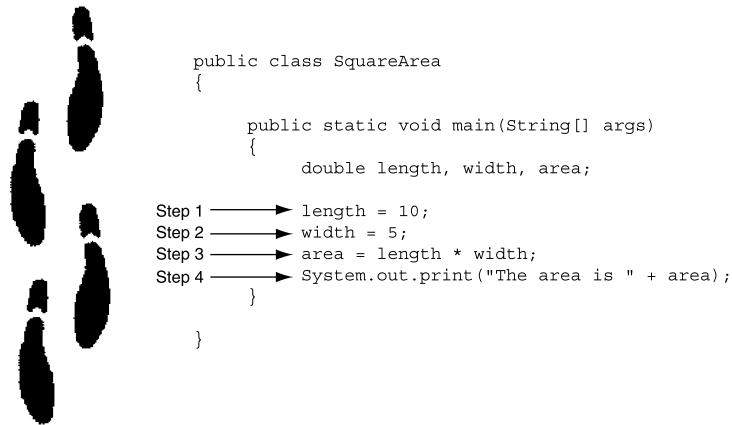 public class SquareArea
{
public static void main(String[] args)
{
double length, width, area;
Step 1 length = 10;
Step 2 width = 5;
Step 3 area = length * width;
Step 4 System.out.print("The area is " + area);
}
}